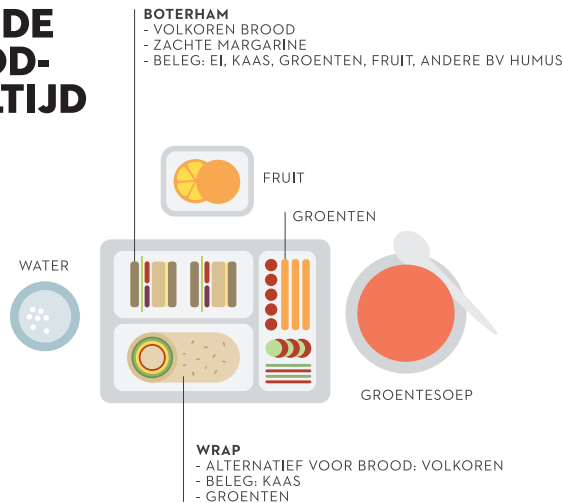 DE
OD-
LTIJD
BOTERHAM
- VOLKOREN BROOD
- ZACHTE MARGARINE
- BELEG: EI, KAAS, GROENTEN, FRUIT, ANDERE BV HUMUS
FRUIT
GROENTEN
WATER
GROENTESOEP
WRAP
- ALTERNATIEF VOOR BROOD: VOLKOREN
- BELEG: KAAS
- GROENTEN